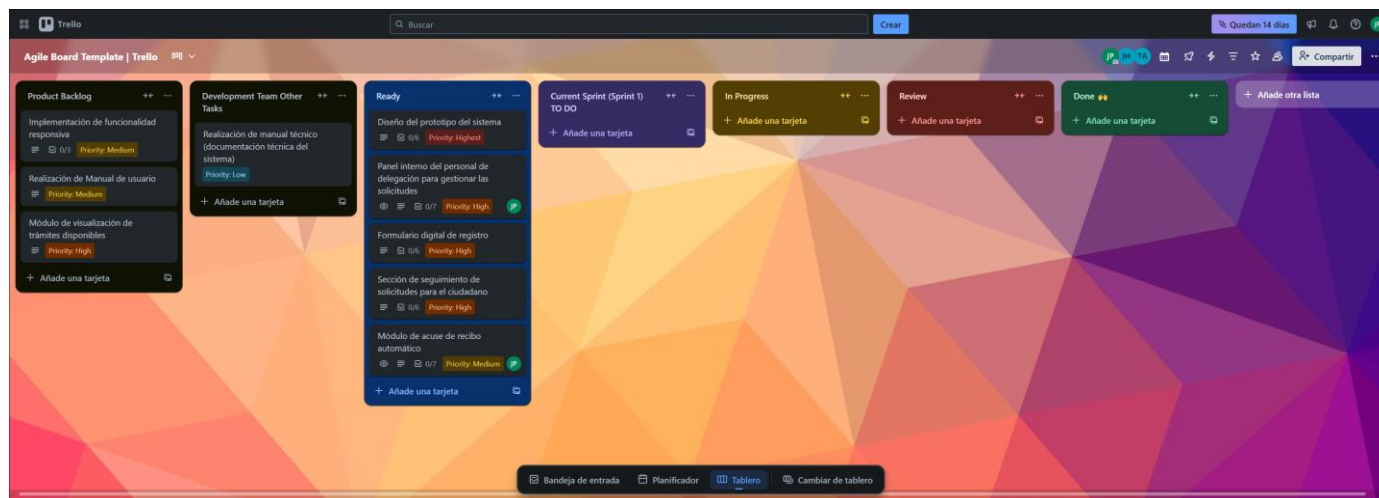 Trello
Buscar
Crear
Quedan 14 días
Agile Board Template | Trello
JP JH TA
Compartir
Product Backlog
Implementación de funcionalidad
responsiva
0/3 Priority: Medium
Realización de Manual de usuario
Priority: Medium
Módulo de visualización de
trámites disponibles
Priority: High
+ Añade una tarjeta
Development Team Other
Tasks
Realización de manual técnico
(documentación técnica del
sistema)
Priority: Low
+ Añade una tarjeta
Ready
Diseño del prototipo del sistema
0/6 Priority: Highest
Panel interno del personal de
delegación para gestionar las
solicitudes
0/7 Priority: High JP
Formulario digital de registro
0/6 Priority: High
Sección de seguimiento de
solicitudes para el ciudadano
0/6 Priority: High
Módulo de acuse de recibo
automático
0/7 Priority: Medium JP
+ Añade una tarjeta
Current Sprint (Sprint 1)
TO DO
+ Añade una tarjeta
In Progress
+ Añade una tarjeta
Review
+ Añade una tarjeta
Done 🙌
+ Añade una tarjeta
+ Añade otra lista
Bandeja de entrada
Planificador
Tablero
Cambiar de tablero